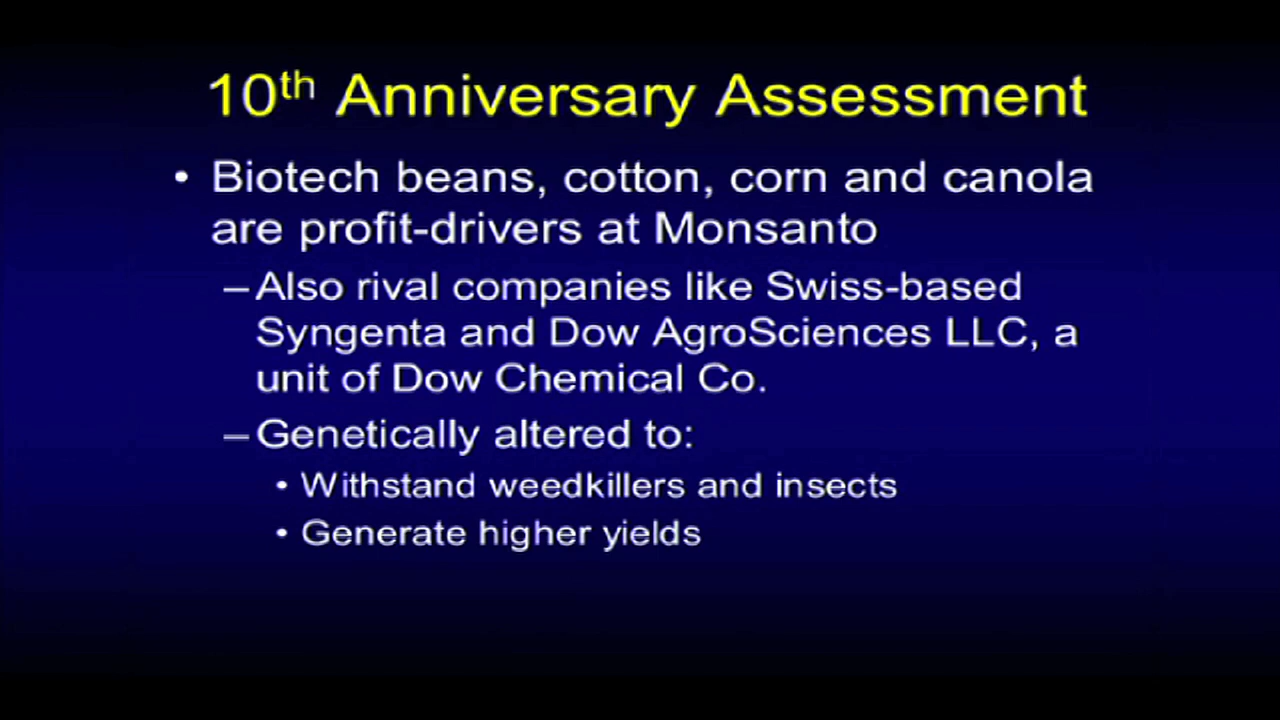 10th Anniversary Assessment
• Biotech beans, cotton, corn and canola
are profit-drivers at Monsanto
– Also rival companies like Swiss-based
Syngenta and Dow AgroSciences LLC, a
unit of Dow Chemical Co.
– Genetically altered to:
• Withstand weedkillers and insects
• Generate higher yields